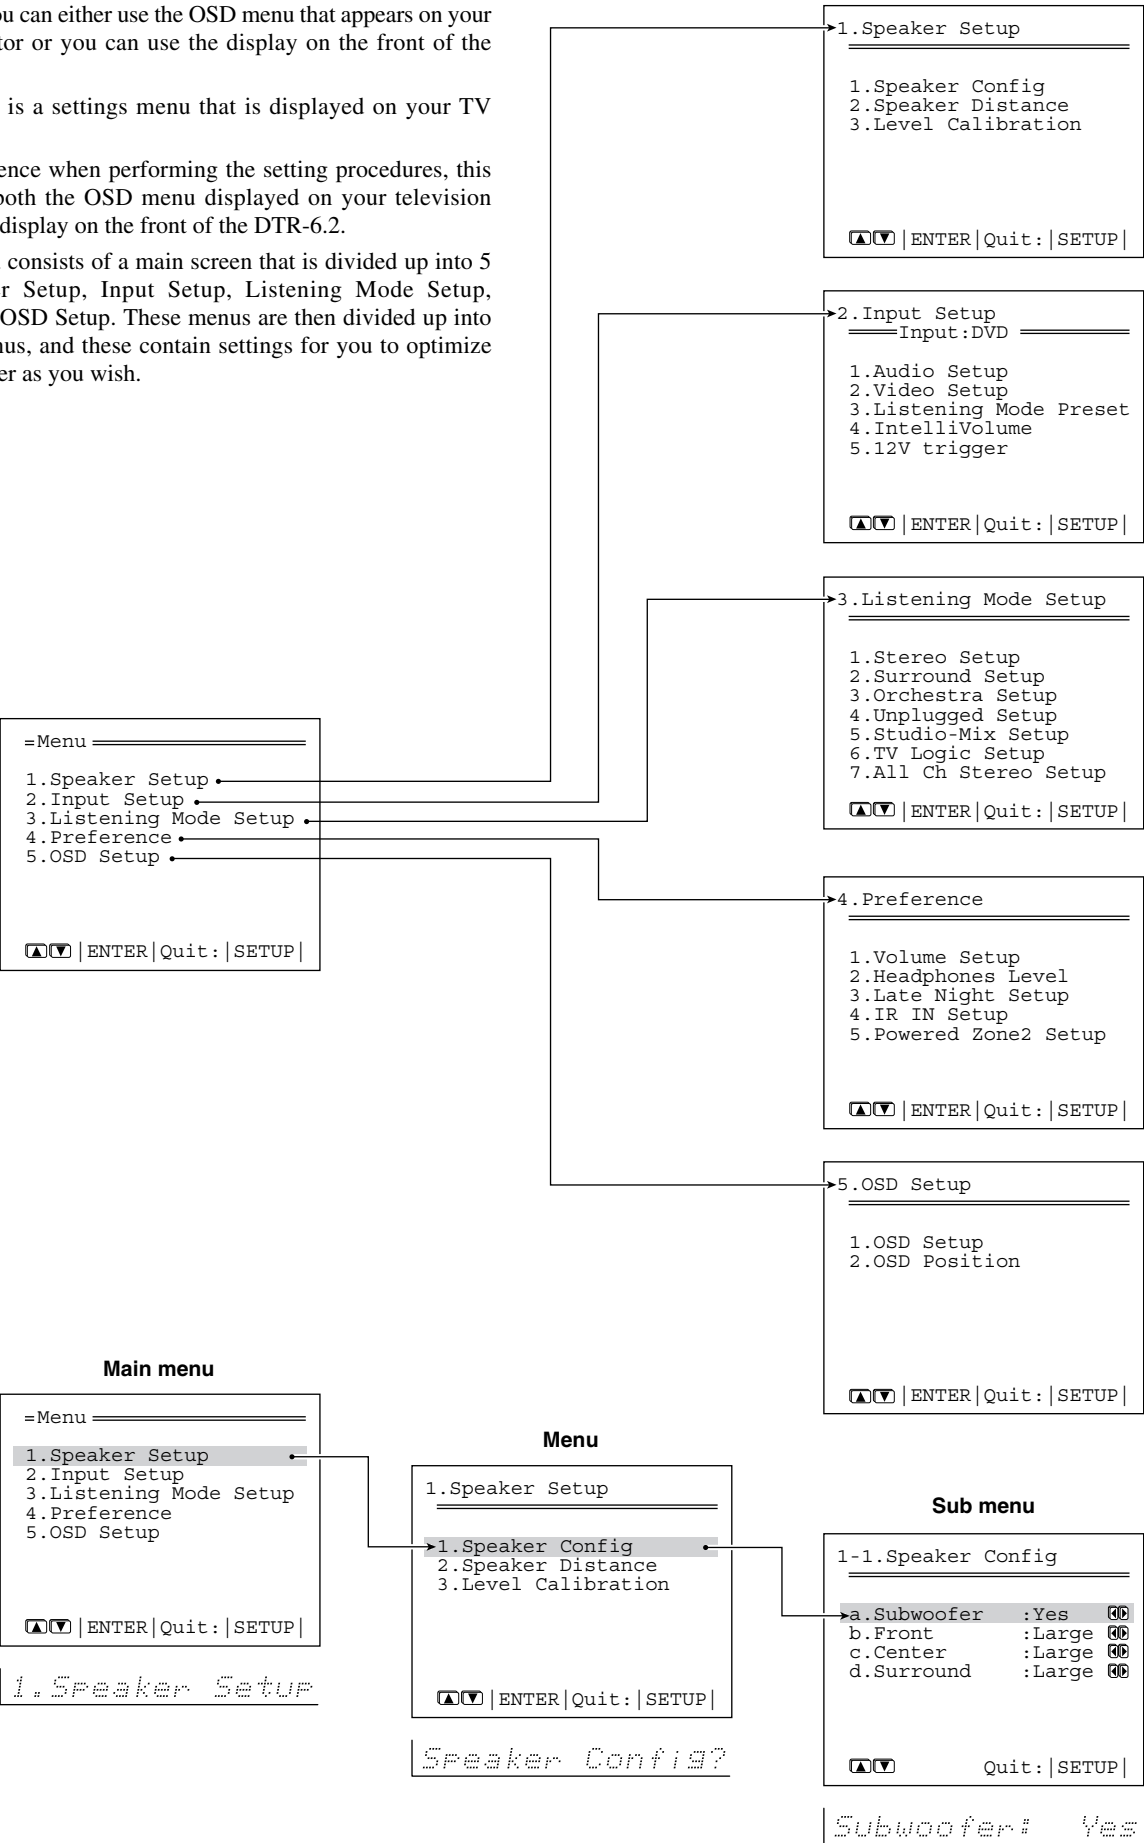 ou can either use the OSD menu that appears on your
tor or you can use the display on the front of the
is a settings menu that is displayed on your TV
ence when performing the setting procedures, this
both the OSD menu displayed on your television
display on the front of the DTR-6.2.
consists of a main screen that is divided up into 5
er Setup, Input Setup, Listening Mode Setup,
OSD Setup. These menus are then divided up into
nus, and these contain settings for you to optimize
er as you wish.
=Menu
1.Speaker Setup
2.Input Setup
3.Listening Mode Setup
4.Preference
5.OSD Setup
▲▼|ENTER|Quit:|SETUP|
1.Speaker Setup
1.Speaker Config
2.Speaker Distance
3.Level Calibration
▲▼|ENTER|Quit:|SETUP|
2.Input Setup
Input:DVD
1.Audio Setup
2.Video Setup
3.Listening Mode Preset
4.IntelliVolume
5.12V trigger
▲▼|ENTER|Quit:|SETUP|
3.Listening Mode Setup
1.Stereo Setup
2.Surround Setup
3.Orchestra Setup
4.Unplugged Setup
5.Studio-Mix Setup
6.TV Logic Setup
7.All Ch Stereo Setup
▲▼|ENTER|Quit:|SETUP|
4.Preference
1.Volume Setup
2.Headphones Level
3.Late Night Setup
4.IR IN Setup
5.Powered Zone2 Setup
▲▼|ENTER|Quit:|SETUP|
5.OSD Setup
1.OSD Setup
2.OSD Position
▲▼|ENTER|Quit:|SETUP|
Main menu
=Menu
1.Speaker Setup
2.Input Setup
3.Listening Mode Setup
4.Preference
5.OSD Setup
▲▼|ENTER|Quit:|SETUP|
1.Speaker Setup
Menu
1.Speaker Setup
1.Speaker Config
2.Speaker Distance
3.Level Calibration
▲▼|ENTER|Quit:|SETUP|
Speaker Config?
Sub menu
1-1.Speaker Config
a.Subwoofer :Yes ◀▶
b.Front :Large ◀▶
c.Center :Large ◀▶
d.Surround :Large ◀▶
▲▼ Quit:|SETUP|
Subwoofer: Yes